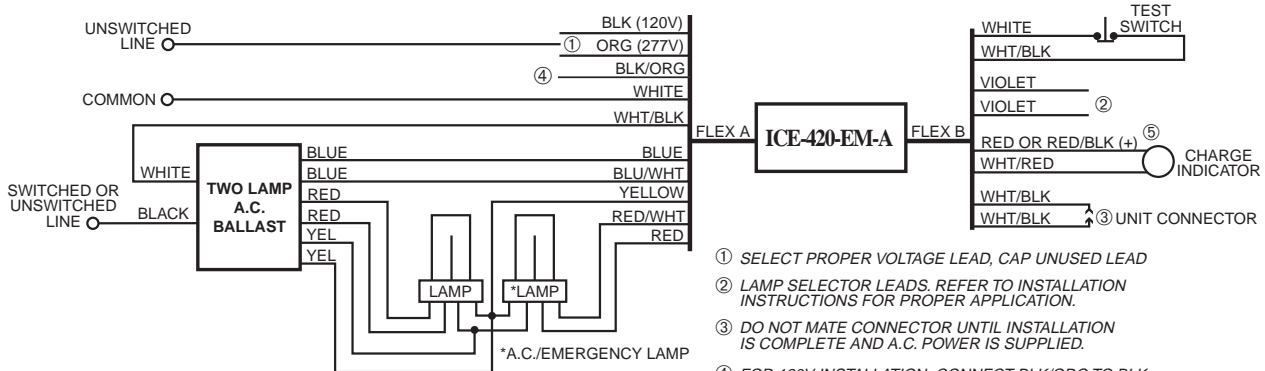 UNSWITCHED
LINE
BLK (120V)
① ORG (277V)
④ BLK/ORG
COMMON
WHITE
WHT/BLK
FLEX A
ICE-420-EM-A
FLEX B
WHITE
TEST
SWITCH
WHT/BLK
VIOLET
VIOLET ②
RED OR RED/BLK (+) ⑤
WHT/RED
CHARGE
INDICATOR
WHT/BLK
WHT/BLK
③ UNIT CONNECTOR
SWITCHED OR
UNSWITCHED
LINE
BLACK
WHITE
TWO LAMP
A.C.
BALLAST
BLUE
BLUE
RED
RED
YEL
YEL
BLUE
BLU/WHT
YELLOW
RED/WHT
RED
LAMP
*LAMP
*A.C./EMERGENCY LAMP
① SELECT PROPER VOLTAGE LEAD, CAP UNUSED LEAD
② LAMP SELECTOR LEADS. REFER TO INSTALLATION
INSTRUCTIONS FOR PROPER APPLICATION.
③ DO NOT MATE CONNECTOR UNTIL INSTALLATION
IS COMPLETE AND A.C. POWER IS SUPPLIED.